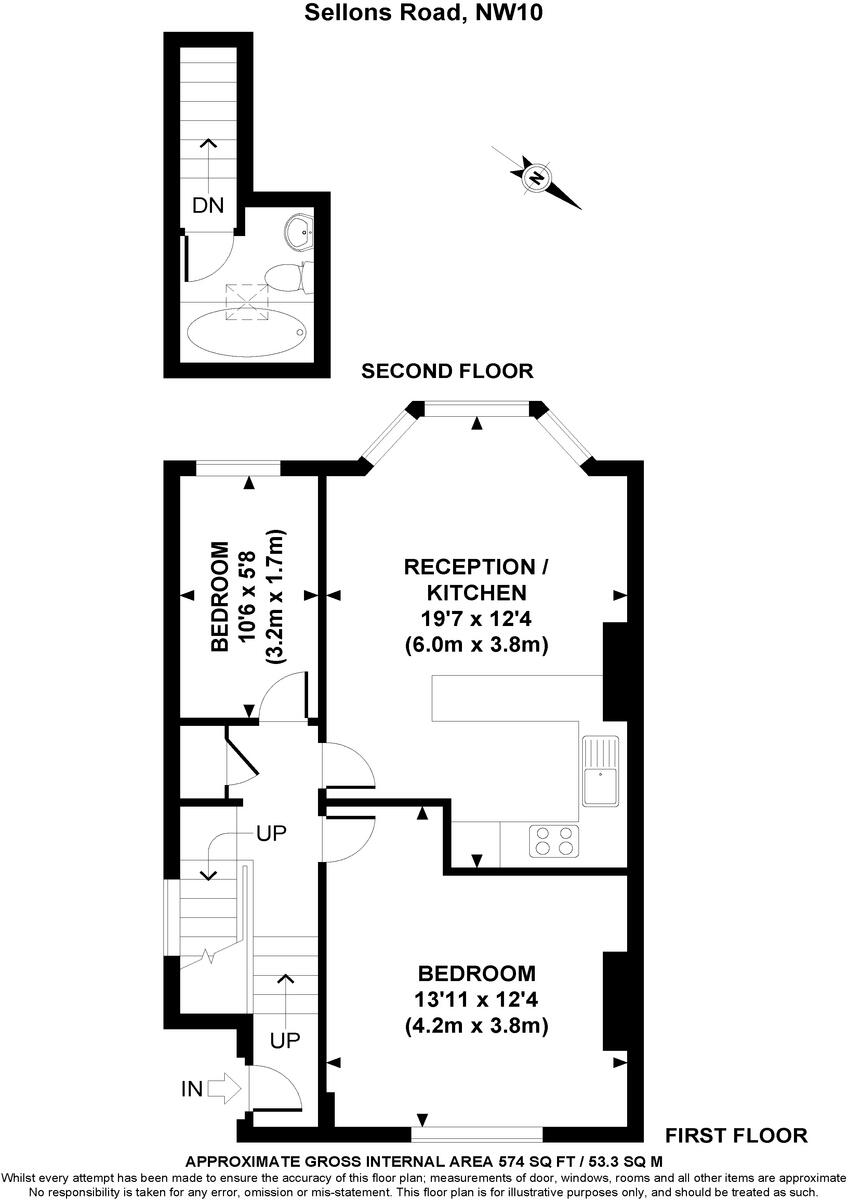 Sellons Road, NW10
DN
N
SECOND FLOOR
BEDROOM
10'6 x 5'8
(3.2m x 1.7m)
RECEPTION /
KITCHEN
19'7 x 12'4
(6.0m x 3.8m)
UP
BEDROOM
13'11 x 12'4
(4.2m x 3.8m)
UP
IN
FIRST FLOOR
APPROXIMATE GROSS INTERNAL AREA 574 SQ FT / 53.3 SQ M
Whilst every attempt has been made to ensure the accuracy of this floor plan; measurements of door, windows, rooms and all other items are approximate
No responsibility is taken for any error, omission or mis-statement. This floor plan is for illustrative purposes only, and should be treated as such.